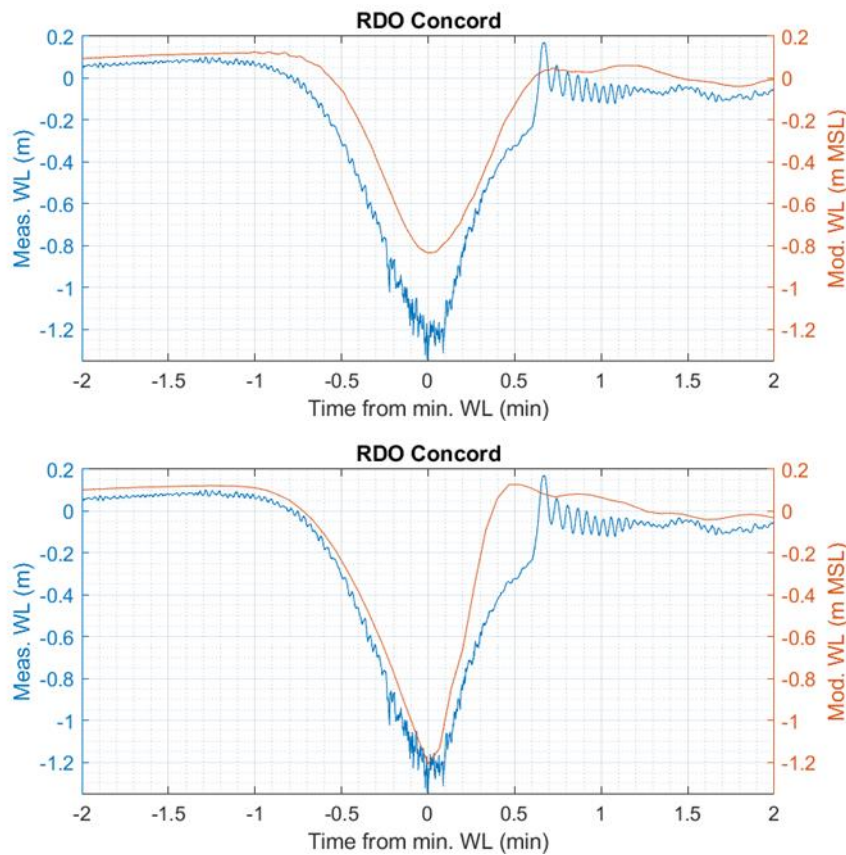 RDO Concord
0.2 0.2
0 0
-0.2 -0.2
-0.4 -0.4
-0.6 -0.6
-0.8 -0.8
-1 -1
-1.2 -1.2
Meas. WL (m)
Mod. WL (m MSL)
-2 -1.5 -1 -0.5 0 0.5 1 1.5 2
Time from min. WL (min)
RDO Concord
0.2 0.2
0 0
-0.2 -0.2
-0.4 -0.4
-0.6 -0.6
-0.8 -0.8
-1 -1
-1.2 -1.2
Meas. WL (m)
Mod. WL (m MSL)
-2 -1.5 -1 -0.5 0 0.5 1 1.5 2
Time from min. WL (min)